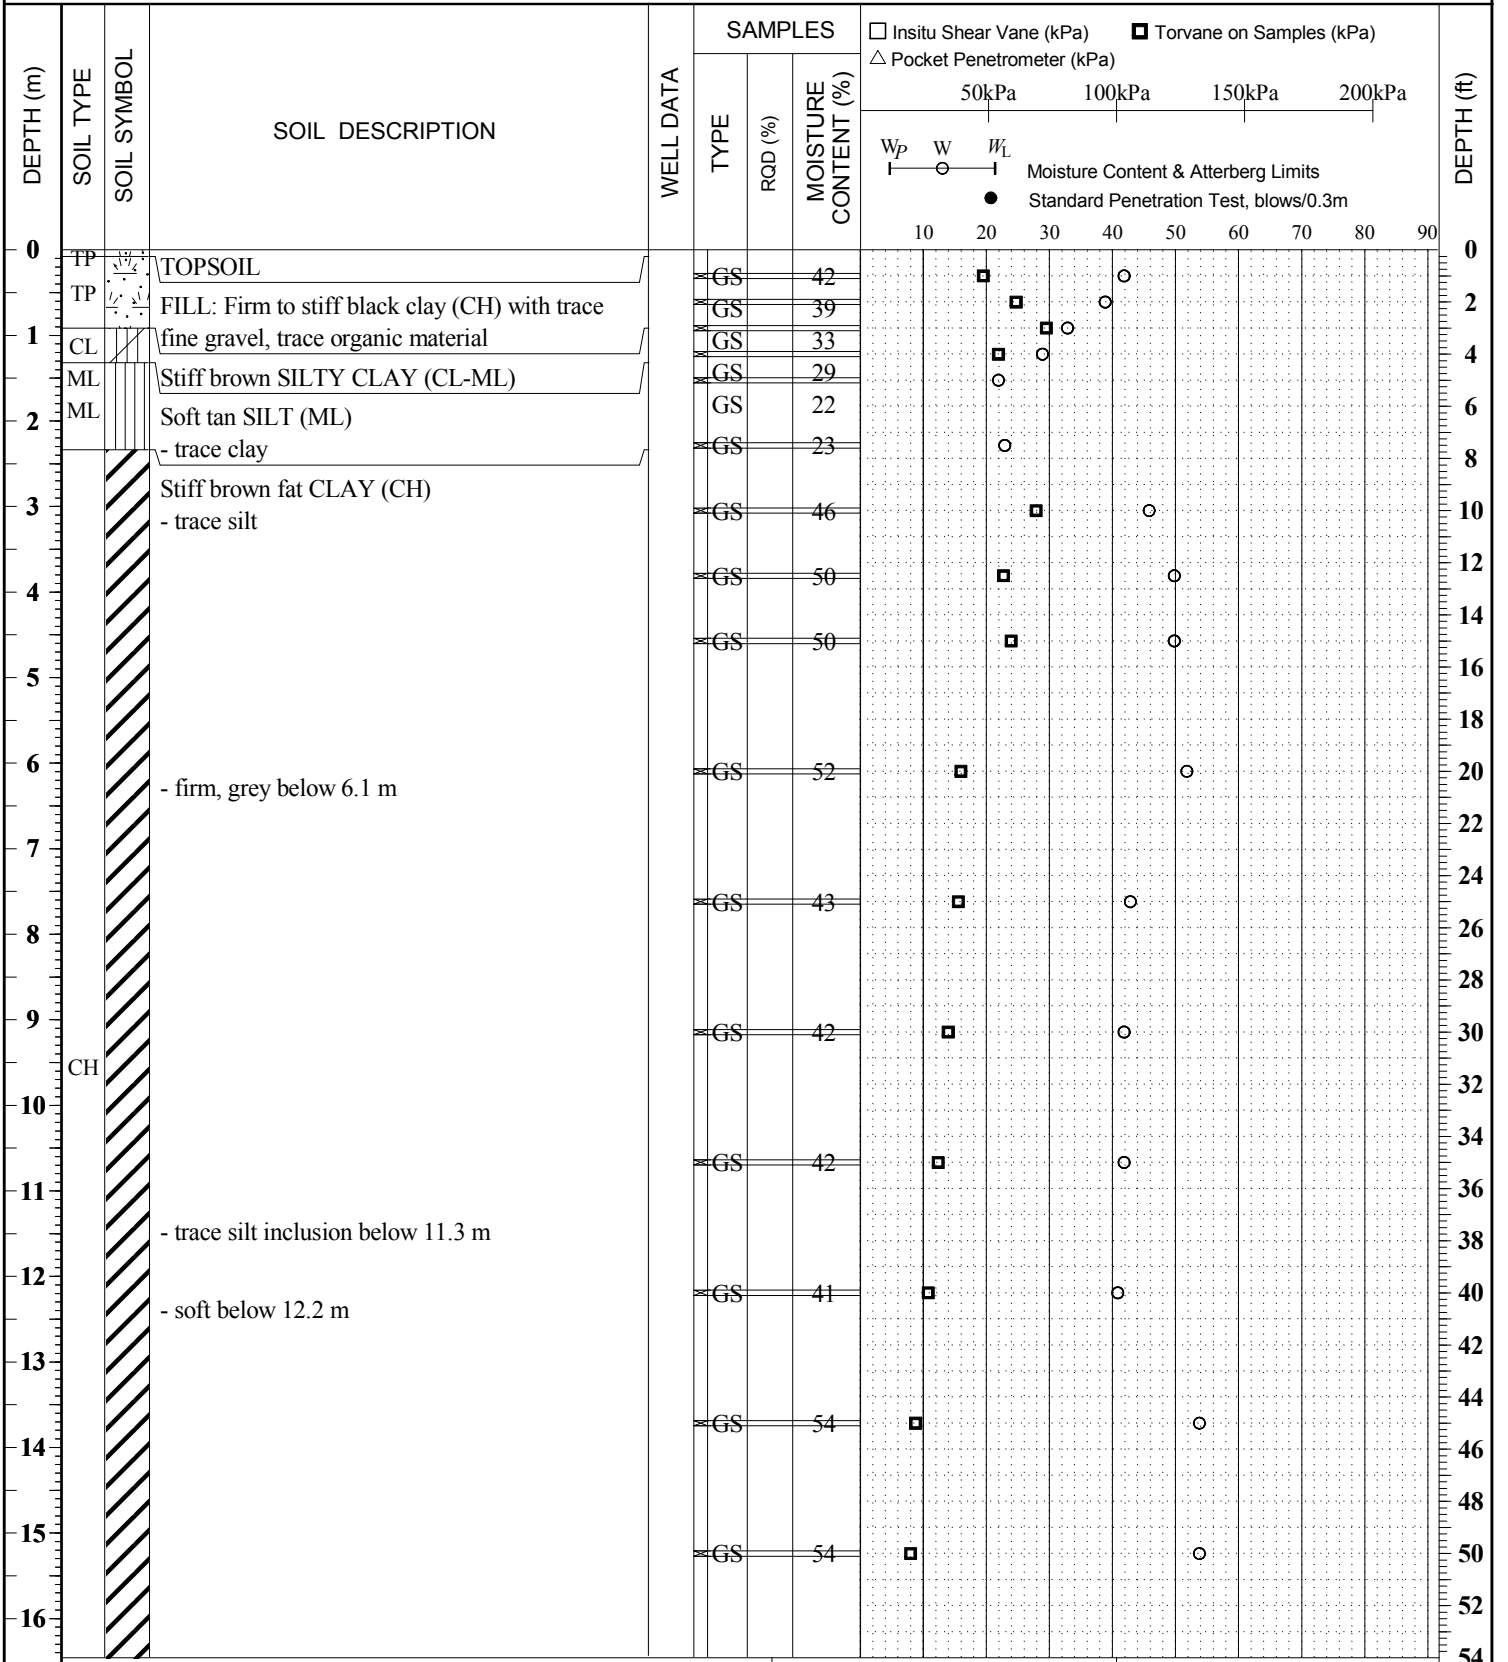 SAMPLES
□ Insitu Shear Vane (kPa) □ Torvane on Samples (kPa)
△ Pocket Penetrometer (kPa)
DEPTH (m)
SOIL TYPE
SOIL SYMBOL
SOIL DESCRIPTION
WELL DATA
TYPE
RQD (%)
MOISTURE CONTENT (%)
50kPa 100kPa 150kPa 200kPa
DEPTH (ft)
WP W WL
Moisture Content & Atterberg Limits
Standard Penetration Test, blows/0.3m
10 20 30 40 50 60 70 80 90
0 0
TP TOPSOIL
GS 42
TP FILL: Firm to stiff black clay (CH) with trace
GS 39 2
1 fine gravel, trace organic material
GS 33
CL 4
ML Stiff brown SILTY CLAY (CL-ML) GS 29
ML GS 22 6
2 Soft tan SILT (ML)
- trace clay GS 23
8
Stiff brown fat CLAY (CH)
3 GS 46 10
- trace silt
4 GS 50 12
14
GS 50
16
5
18
6 GS 52 20
- firm, grey below 6.1 m
22
7
24
GS 43
8 26
28
9 GS 42 30
CH
32
10
34
GS 42
11 36
- trace silt inclusion below 11.3 m
38
12 GS 41 40
- soft below 12.2 m
13 42
44
GS 54
14 46
48
15 GS 54 50
16 52
54